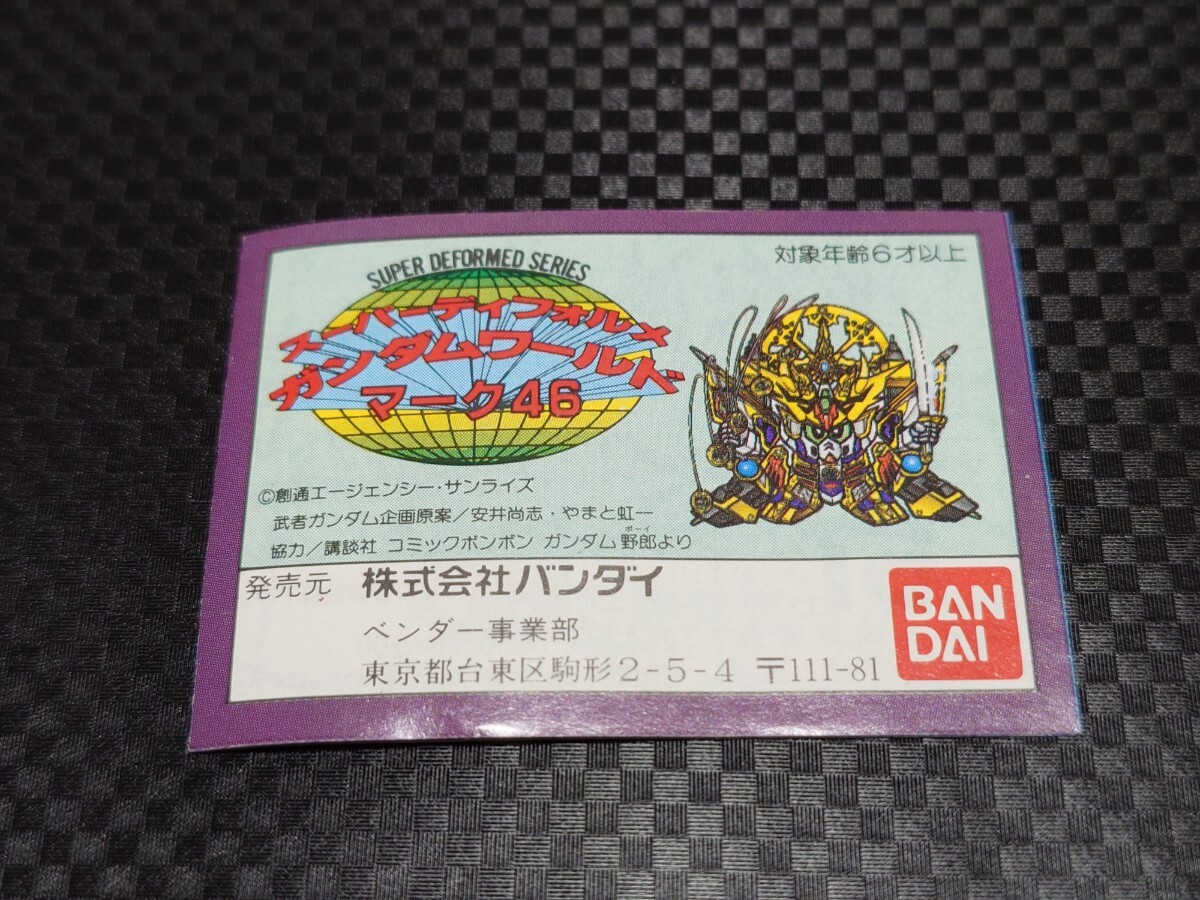 SUPER DEFORMED SERIES
対象年齢6才以上
スーパーディフォルメ
ガンダムワールド
マーク46
©創通エージェンシー・サンライズ
武者ガンダム企画原案/安井尚志・やまと虹一
ボーイ
協力/講談社 コミックボンボン ガンダム野郎より
発売元 株式会社バンダイ
ベンダー事業部
東京都台東区駒形2-5-4 〒111-81
BAN
DAI